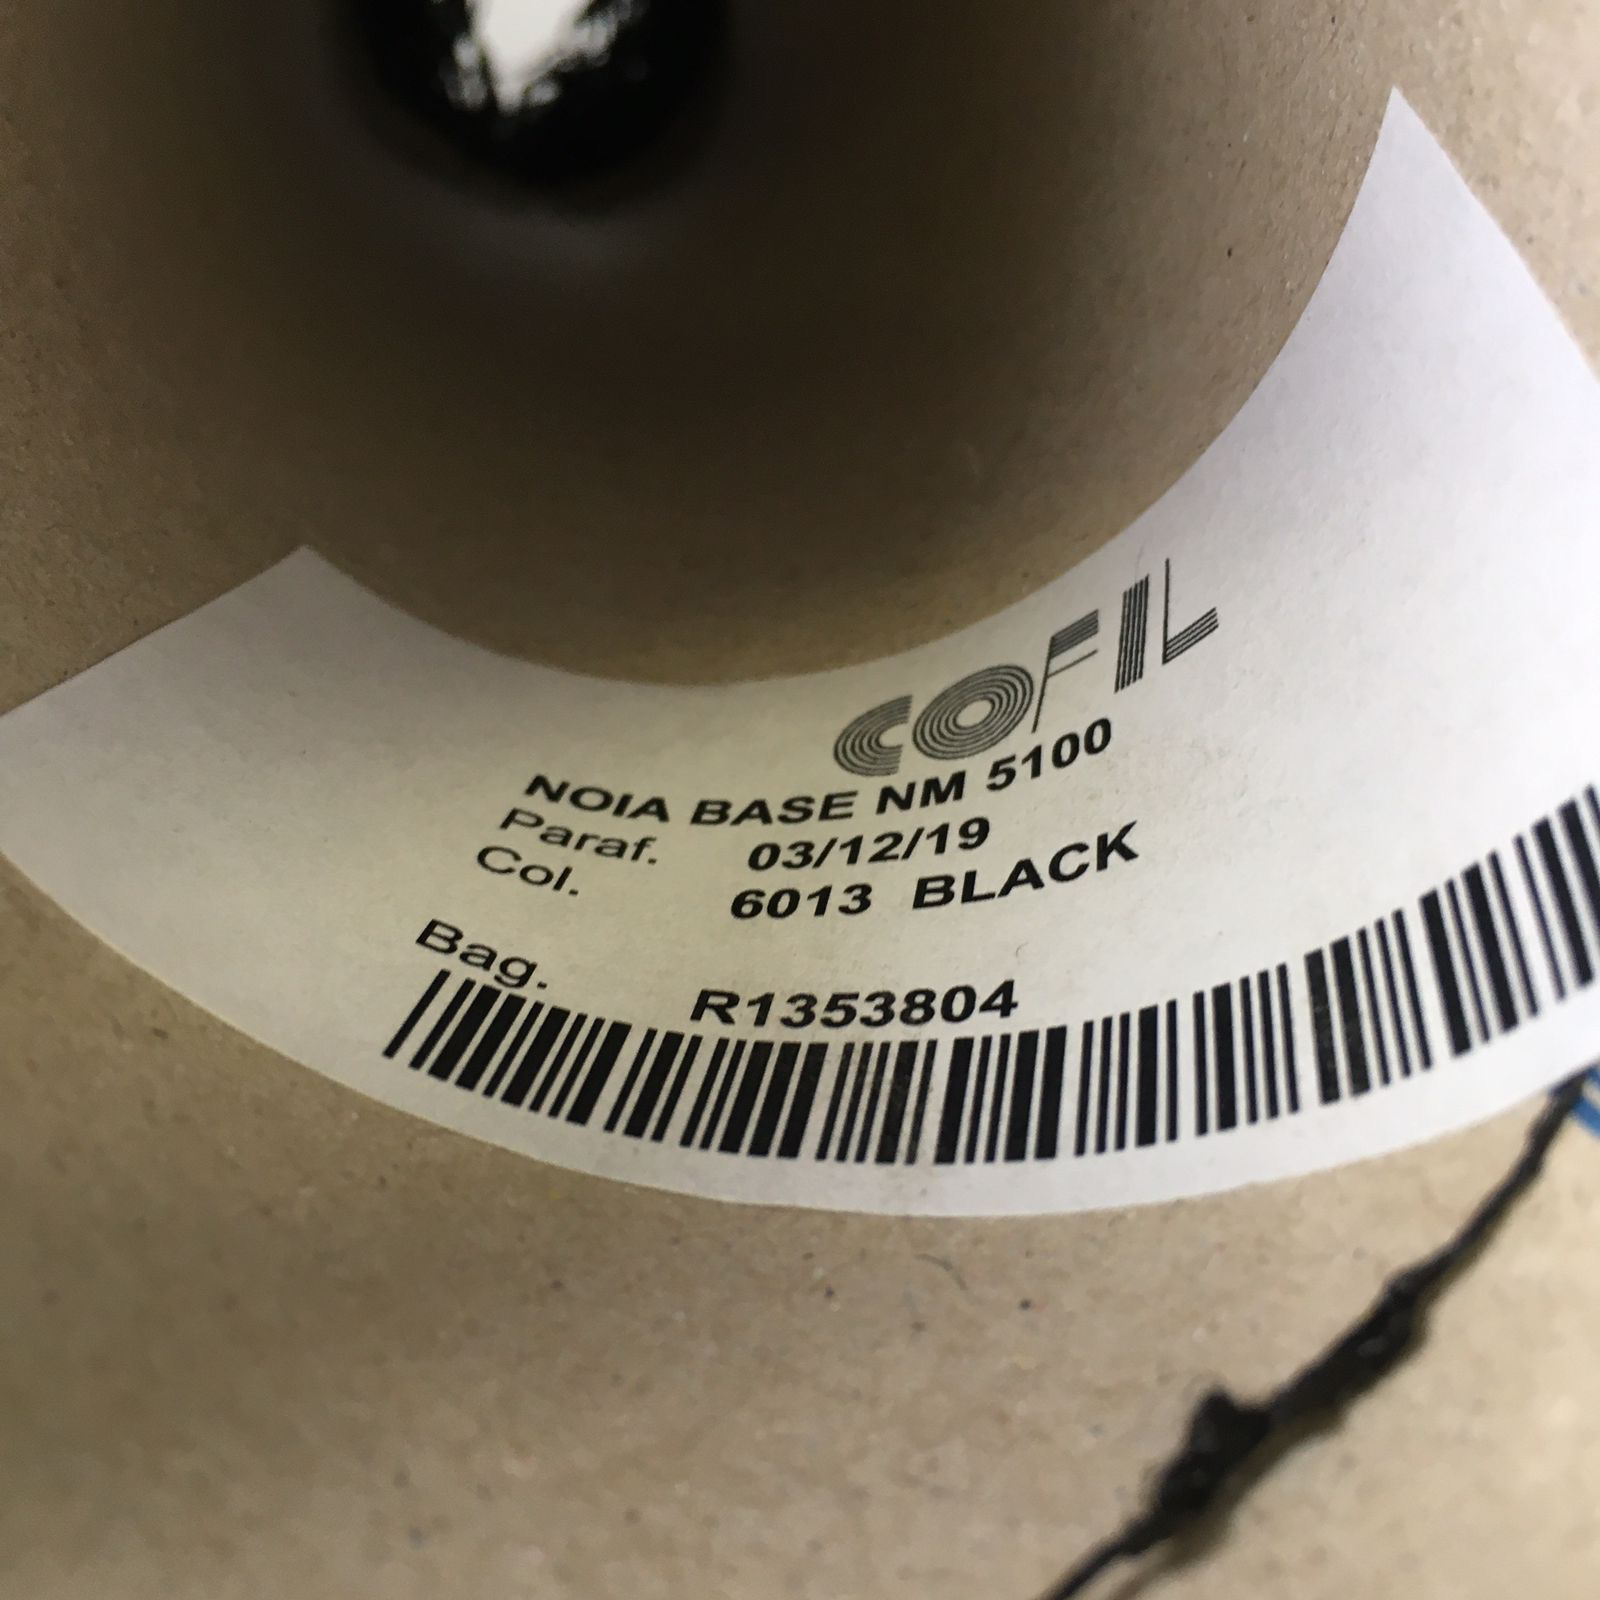 COFIL
NOIA BASE NM 5100
Paraf. 03/12/19
Col. 6013 BLACK
Bag. R1353804